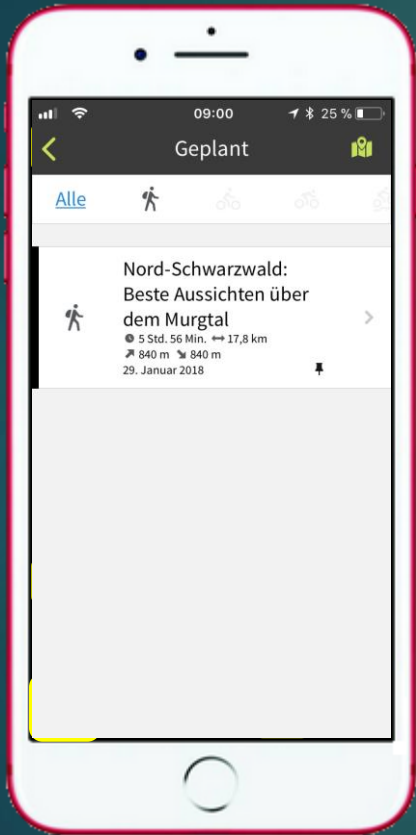 09:00
25 %
Geplant
Alle
Nord-Schwarzwald:
Beste Aussichten über
dem Murgtal
5 Std. 56 Min. 17,8 km
840 m 840 m
29. Januar 2018